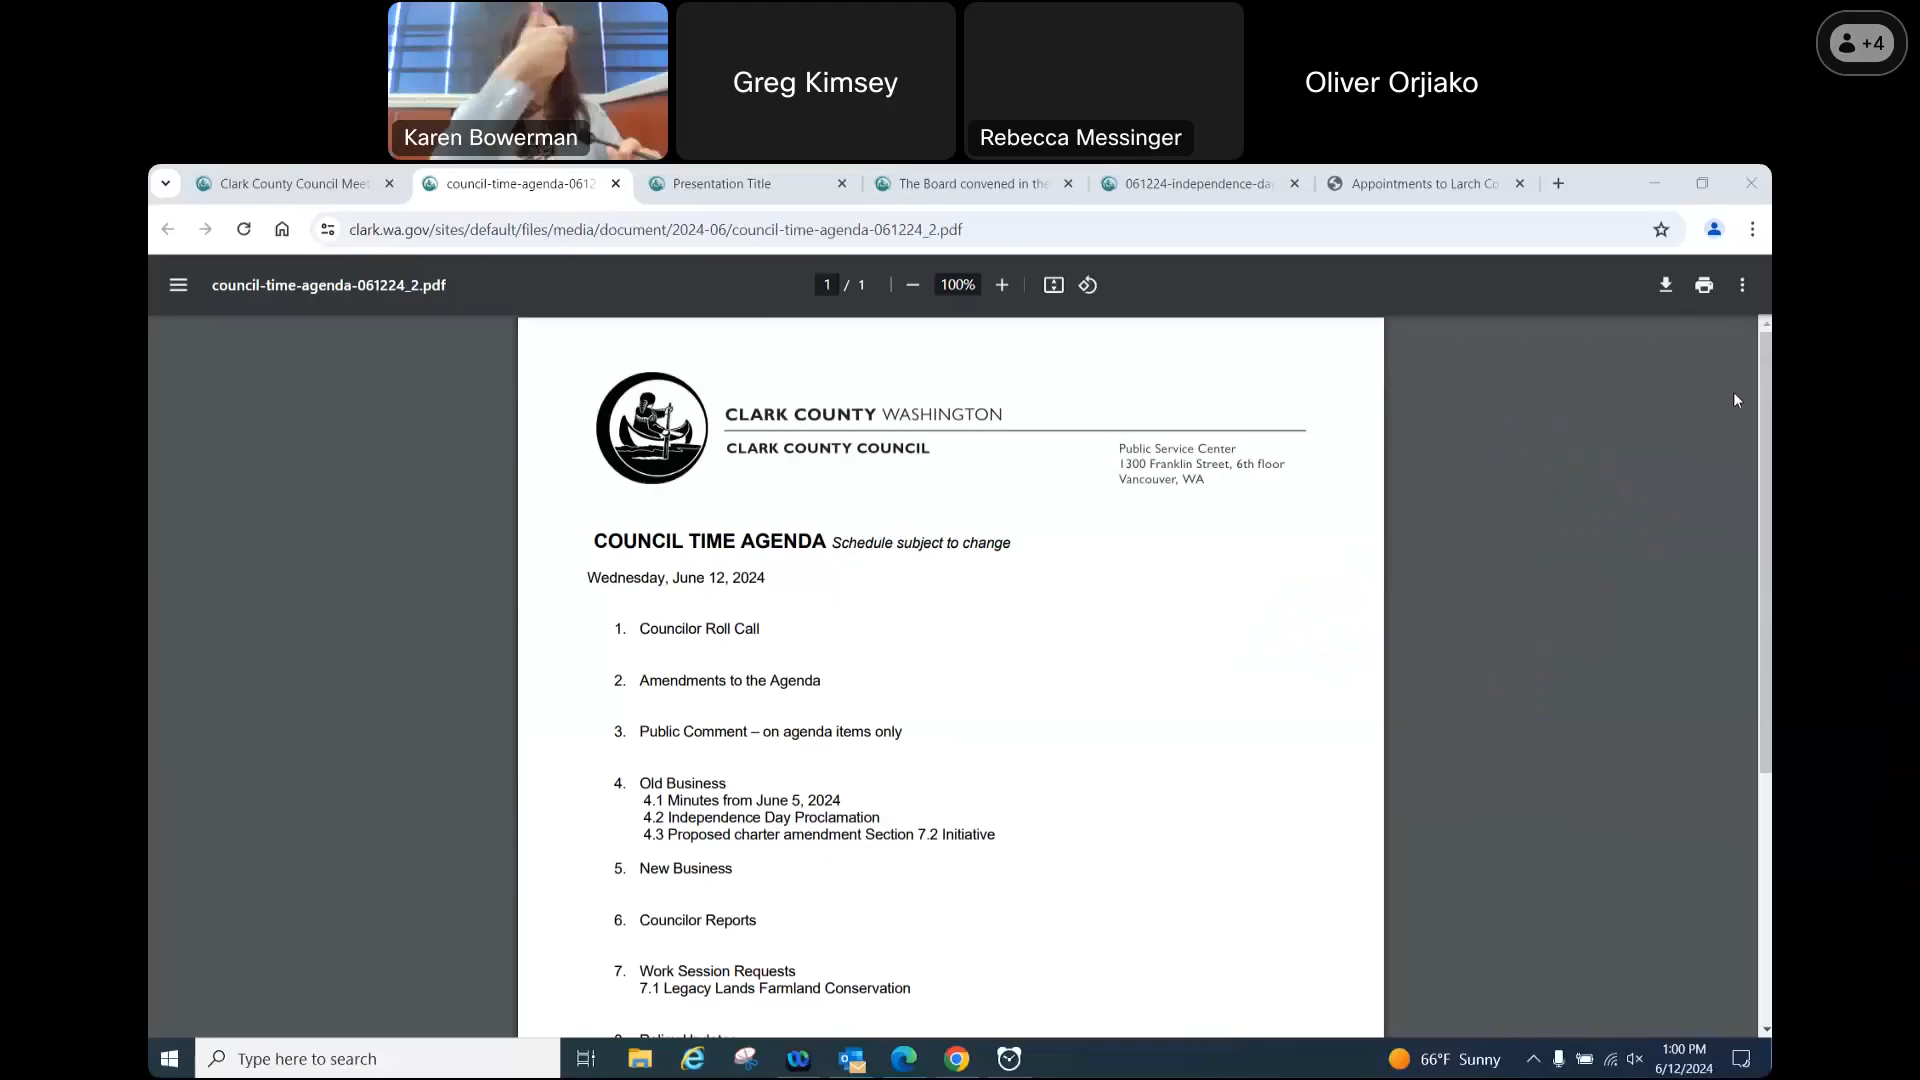 Karen Bowerman
Greg Kimsey
Rebecca Messinger
Oliver Orjiako
+4
Clark County Council Meet
council-time-agenda-0612
Presentation Title
The Board convened in the
061224-independence-da
Appointments to Larch Co
clark.wa.gov/sites/default/files/media/document/2024-06/council-time-agenda-061224_2.pdf
council-time-agenda-061224_2.pdf
1 / 1
100%
CLARK COUNTY WASHINGTON
CLARK COUNTY COUNCIL
Public Service Center
1300 Franklin Street, 6th floor
Vancouver, WA
COUNCIL TIME AGENDA Schedule subject to change
Wednesday, June 12, 2024
1. Councilor Roll Call
2. Amendments to the Agenda
3. Public Comment – on agenda items only
4. Old Business
4.1 Minutes from June 5, 2024
4.2 Independence Day Proclamation
4.3 Proposed charter amendment Section 7.2 Initiative
5. New Business
6. Councilor Reports
7. Work Session Requests
7.1 Legacy Lands Farmland Conservation
Type here to search
66°F Sunny
1:00 PM
6/12/2024